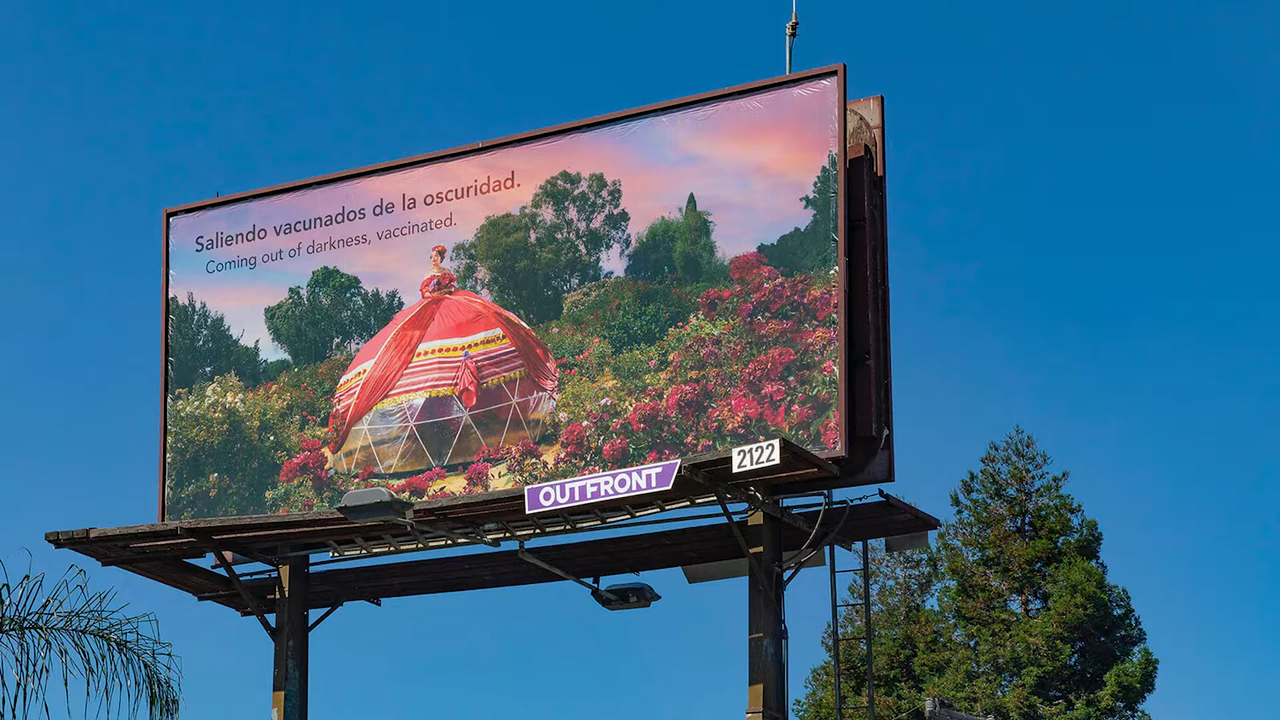 Saliendo vacunados de la oscuridad.
Coming out of darkness, vaccinated.
OUTFRONT
2122